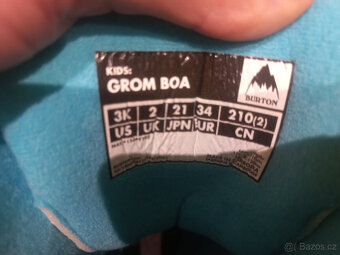 KIDS:
GROM BOA
BURTON
3K 2 21 34 210(2)
US UK JPN EUR CN
Bazos.cz